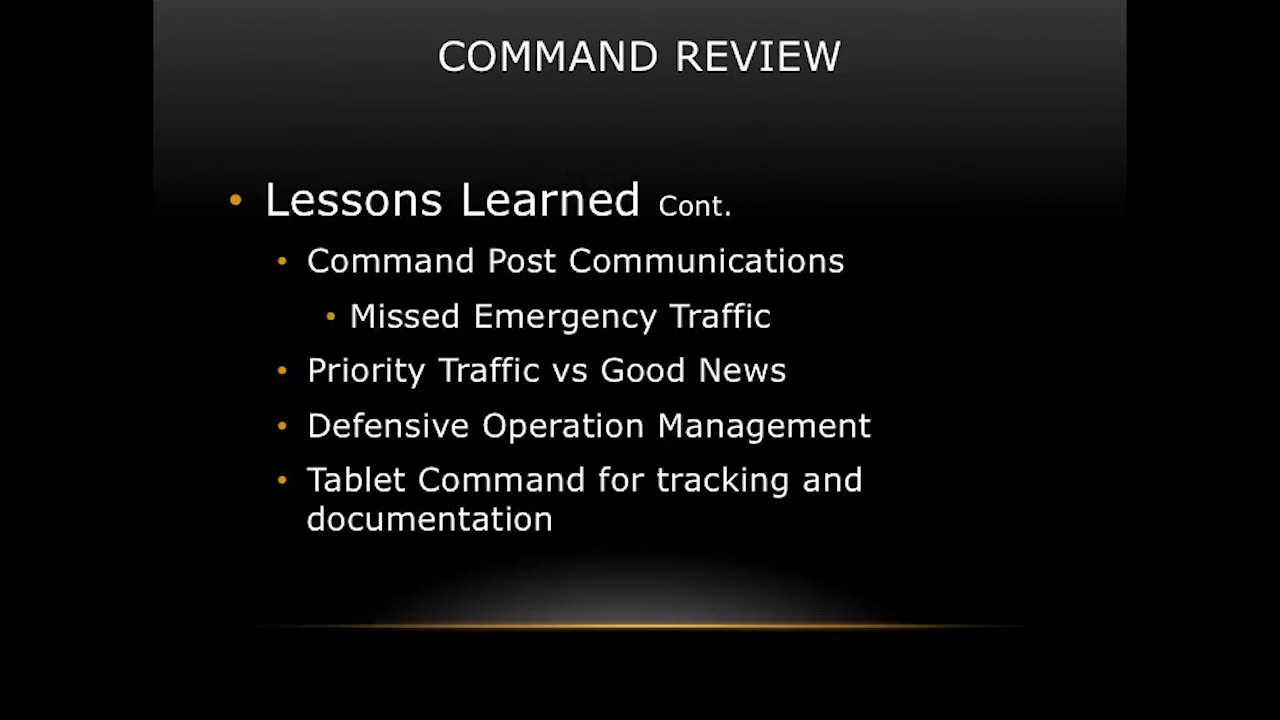 COMMAND REVIEW
• Lessons Learned Cont.
• Command Post Communications
• Missed Emergency Traffic
• Priority Traffic vs Good News
• Defensive Operation Management
• Tablet Command for tracking and
documentation